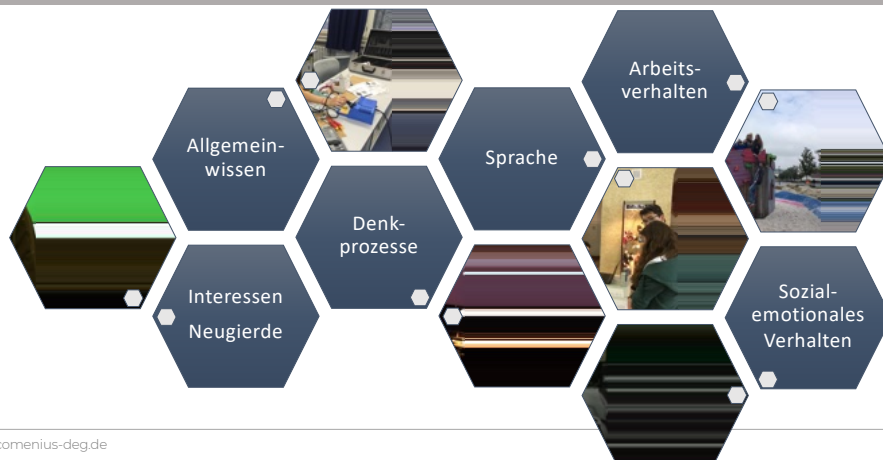 Arbeits-
verhalten
Allgemein-
wissen
Sprache
Denk-
prozesse
Interessen
Neugierde
Sozial-
emotionales
Verhalten
comenius-deg.de